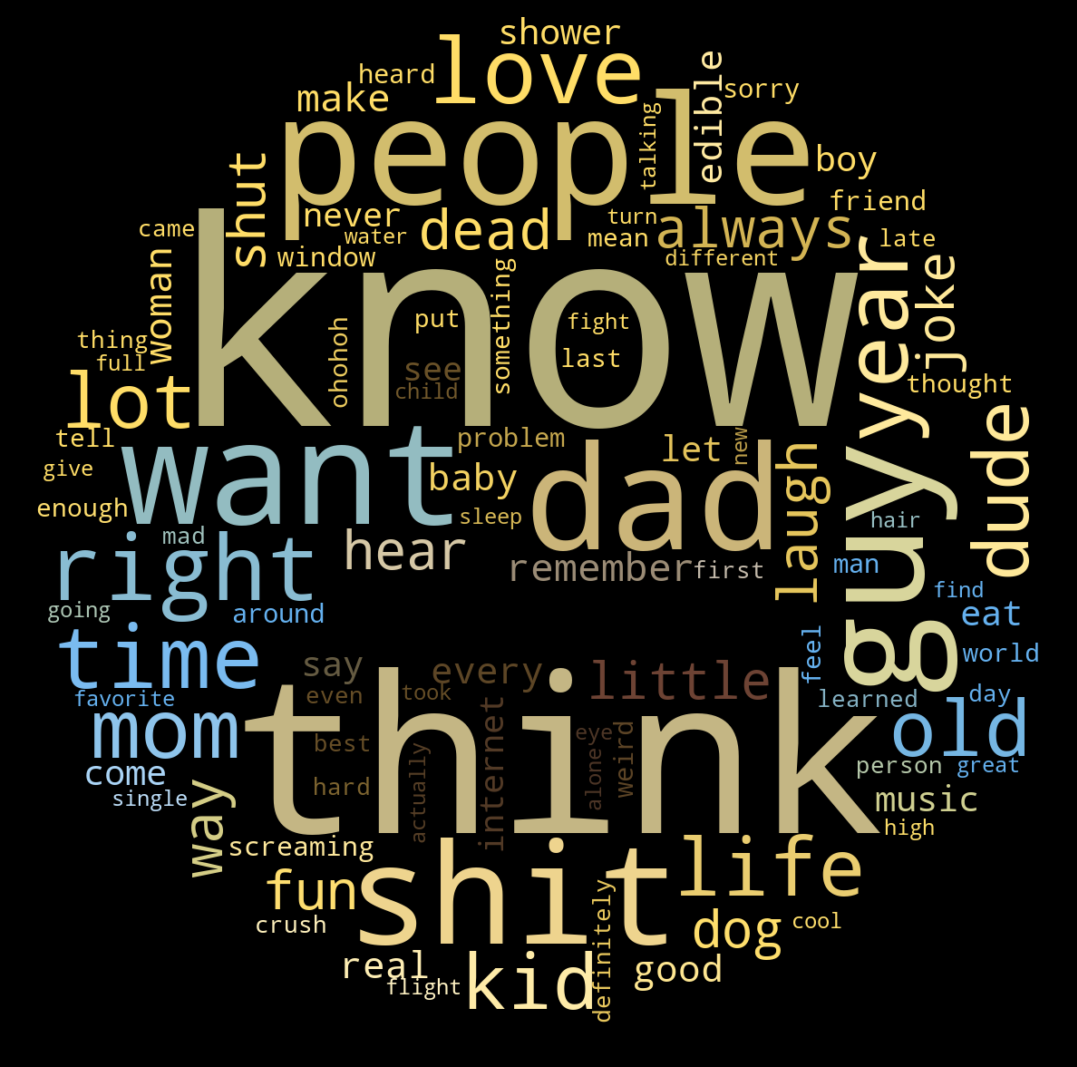 shower
love
heard
make
edible
sorry
people
talking
boy
shut
friend
never
dead
turn
always
came
water
mean
late
window
different
know
woman
something
year
joke
ohohoh
put
fight
thing
full
see
last
child
lot
thought
tell
want
problem
let
new
dude
give
baby
dad
laugh
enough
sleep
guy
hair
right
mad
hear
remember
first
man
going
around
find
eat
time
feel
world
say
every
little
favorite
even
took
learned
day
mom
think
old
best
internet
eye
weird
come
actually
alone
person
great
single
hard
music
way
high
screaming
shit
life
fun
crush
definitely
dog
cool
real
flight
kid
good